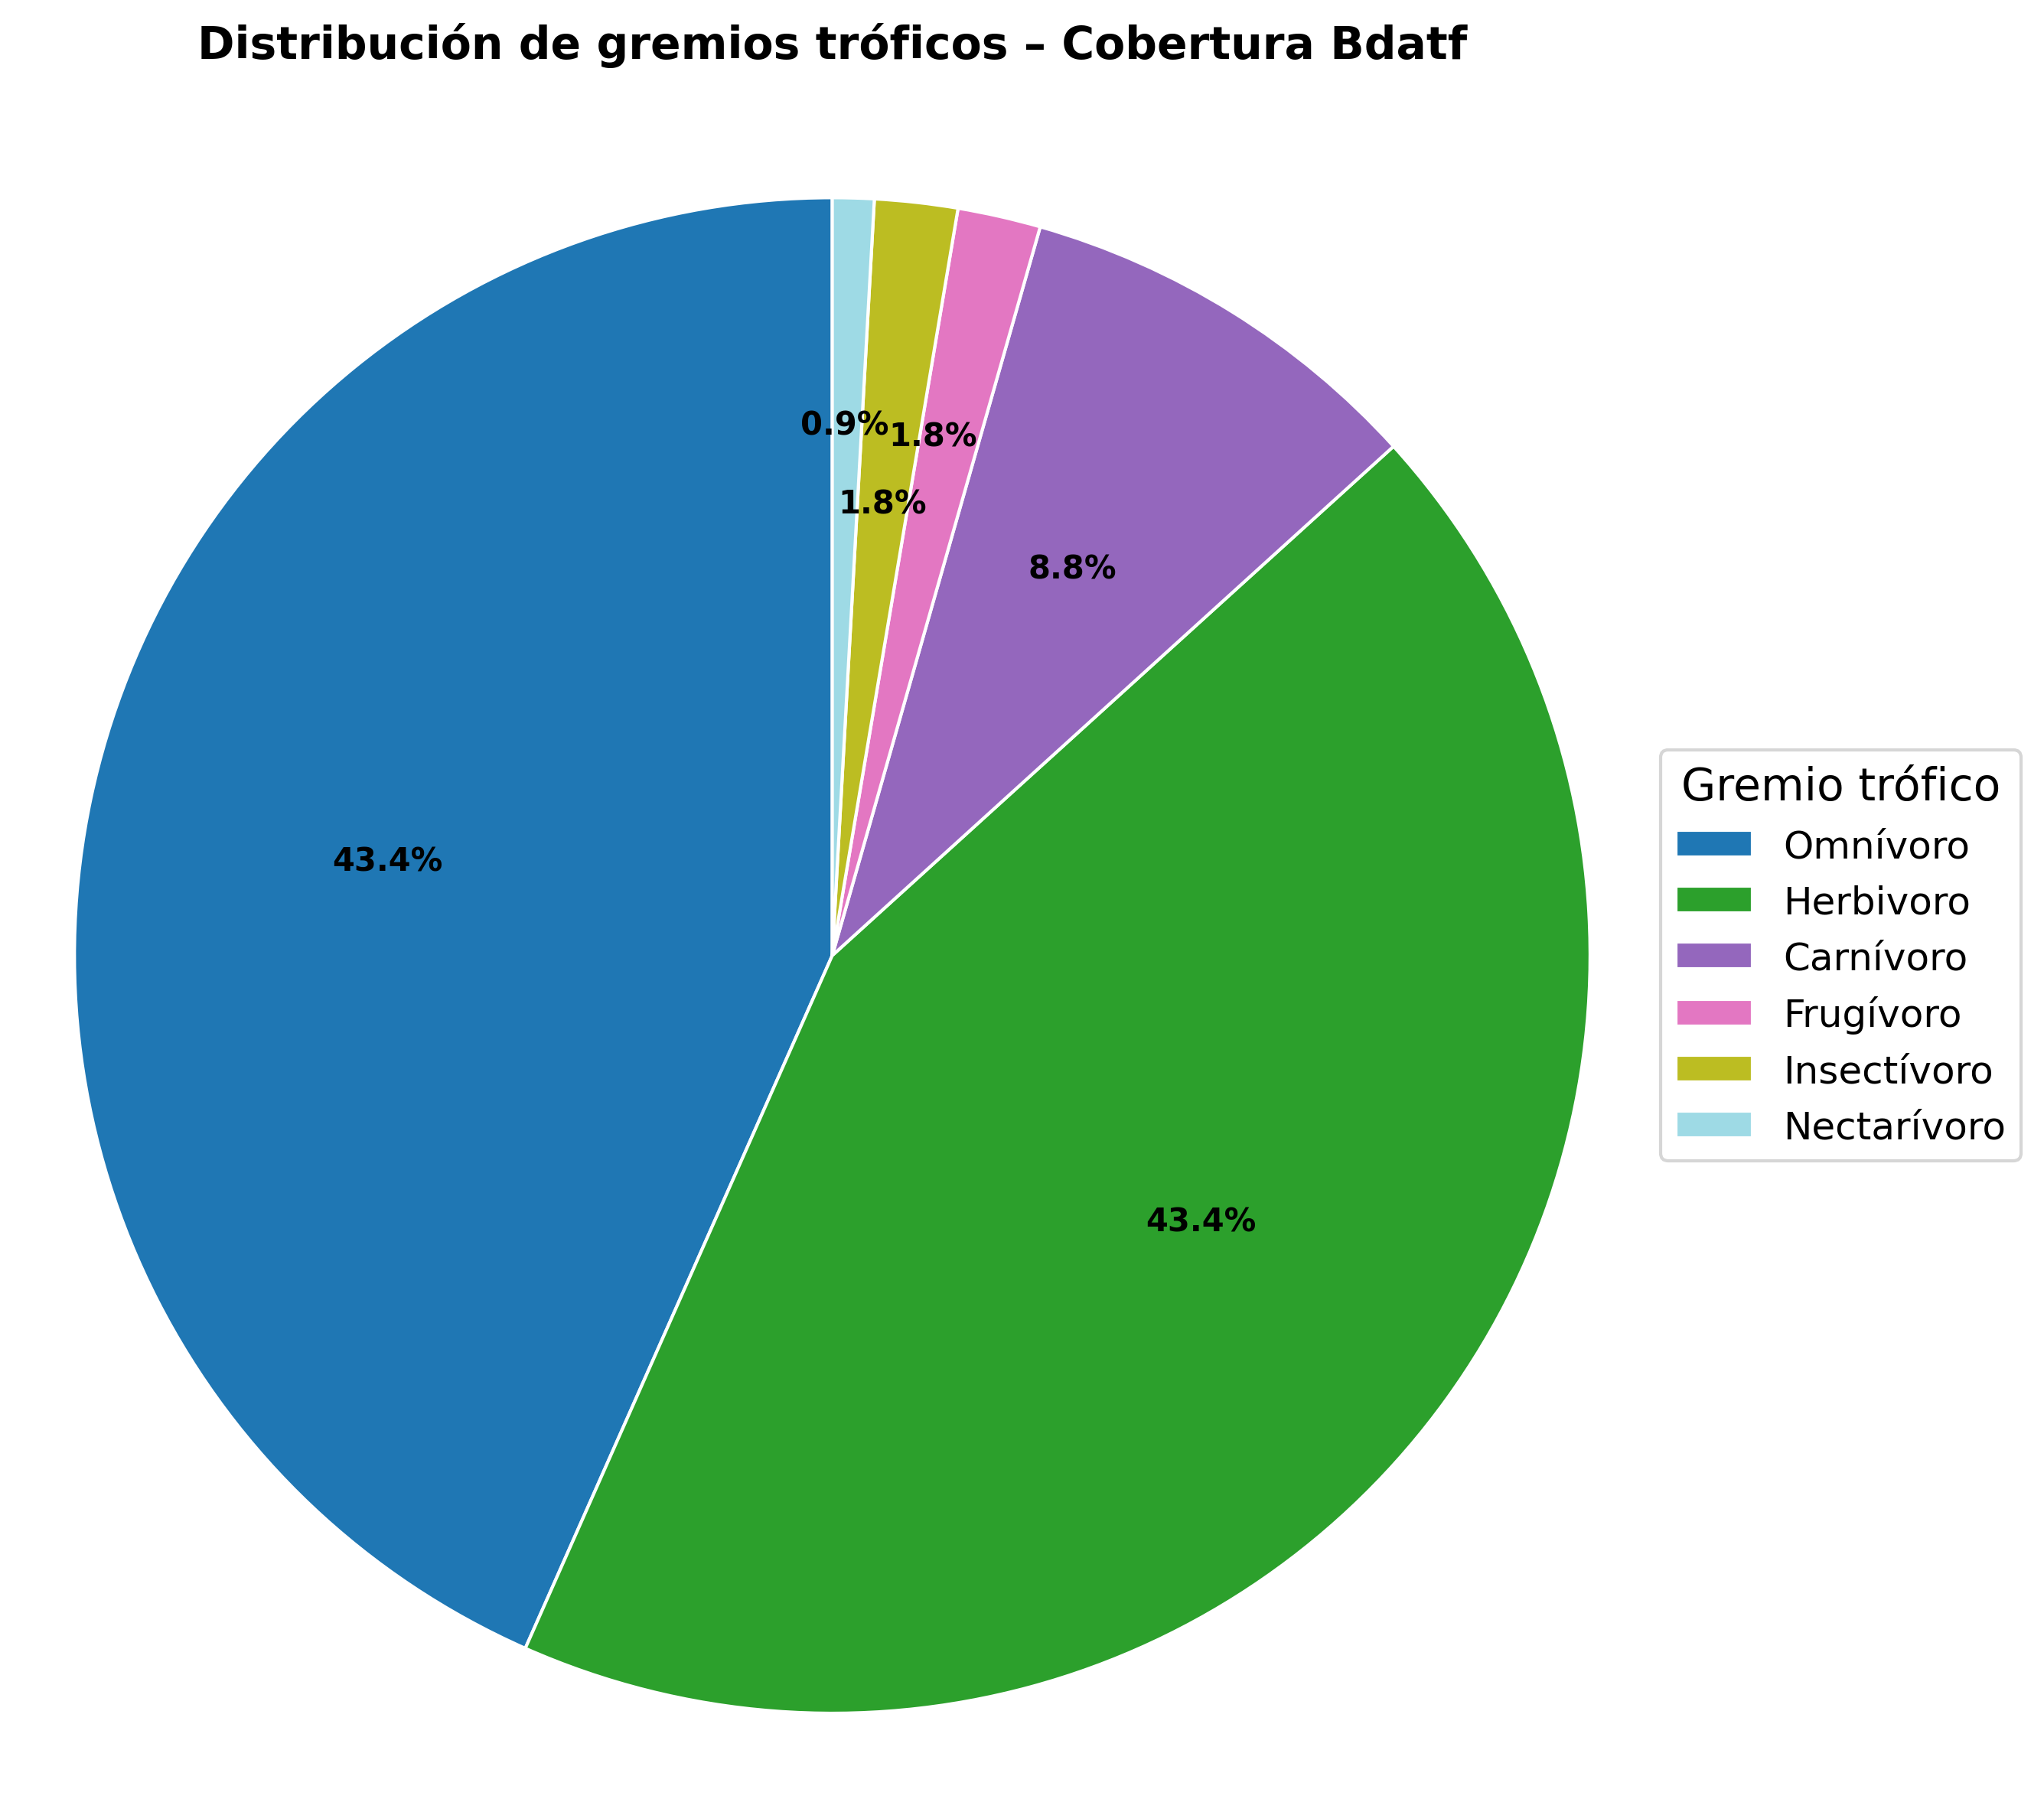 Distribución de gremios tróficos – Cobertura Bdatf
0.9%
1.8%
1.8%
8.8%
43.4%
43.4%
Gremio trófico
Omnívoro
Herbivoro
Carnívoro
Frugívoro
Insectívoro
Nectarívoro